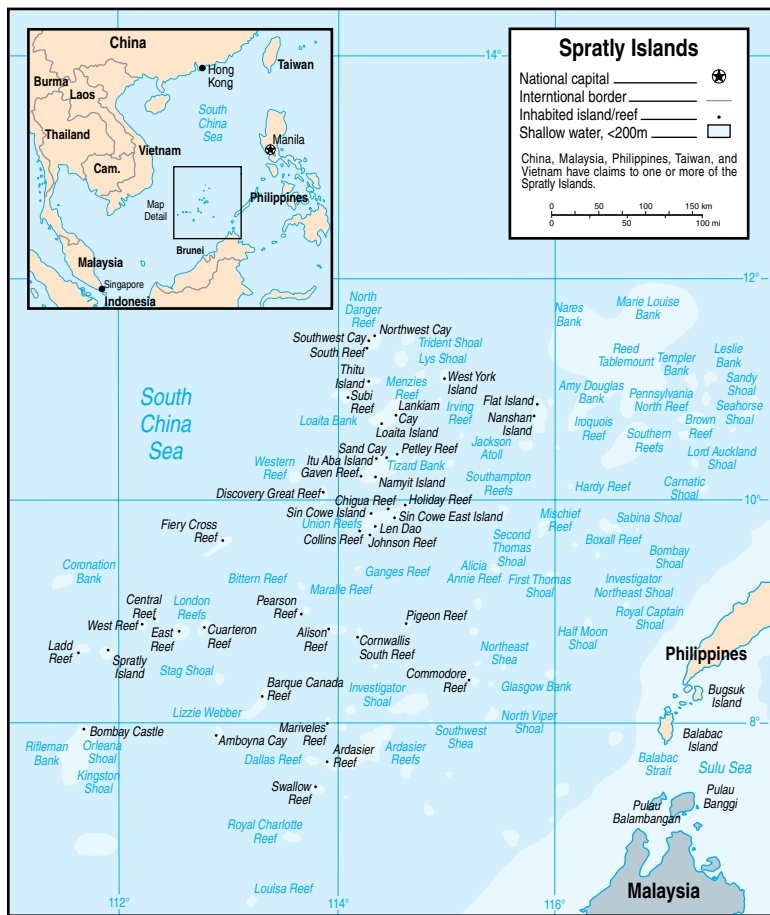 China
Taiwan
Hong
Kong
Burma
Laos
South
China
Sea
Thailand
Vietnam
Manila
Cam.
Map
Detail
Philippines
Brunei
Malaysia
Singapore
Indonesia
Spratly Islands
National capital
Interntional border
Inhabited island/reef
Shallow water, <200m
China, Malaysia, Philippines, Taiwan, and
Vietnam have claims to one or more of the
Spratly Islands.
0 50 100 150 km
0 50 100 mi
14°
12°
North
Danger
Reef
Northwest Cay
Southwest Cay
South Reef
Trident Shoal
Lys Shoal
Nares
Bank
Marie Louise
Bank
Thitu
Island
Menzies
Reef
West York
Island
Reed
Tablemount
Templer
Bank
Leslie
Bank
Sandy
Shoal
Subi
Reef
Lankiam
Cay
Irving
Reef
Flat Island
Amy Douglas
Bank
Pennsylvania
North Reef
Seahorse
Shoal
South
China
Sea
Loaita Bank
Loaita Island
Nanshan
Island
Iroquois
Reef
Brown
Reef
Southern
Reefs
Jackson
Atoll
Sand Cay
Petley Reef
Lord Auckland
Shoal
Itu Aba Island
Tizard Bank
Western
Reef
Gaven Reef
Namyit Island
Southampton
Reefs
Hardy Reef
Carnatic
Shoal
10°
Discovery Great Reef
Chigua Reef
Holiday Reef
Sin Cowe Island
Sin Cowe East Island
Mischief
Reef
Sabina Shoal
Fiery Cross
Reef
Union Reefs
Len Dao
Collins Reef
Johnson Reef
Second
Thomas
Shoal
Boxall Reef
Bombay
Shoal
Coronation
Bank
Bittern Reef
Ganges Reef
Alicia
Annie Reef
First Thomas
Shoal
Investigator
Northeast Shoal
Maralie Reef
Central
Reef
London
Reefs
Pearson
Reef
Pigeon Reef
Royal Captain
Shoal
West Reef
East
Reef
Cuarteron
Reef
Alison
Reef
Cornwallis
South Reef
Half Moon
Shoal
Ladd
Reef
Spratly
Island
Stag Shoal
Northeast
Shea
Philippines
Barque Canada
Reef
Investigator
Shoal
Commodore
Reef
Glasgow Bank
Bugsuk
Island
Lizzie Webber
North Viper
Shoal
8°
Bombay Castle
Amboyna Cay
Mariveles
Reef
Southwest
Shea
Balabac
Island
Rifleman
Bank
Orleana
Shoal
Dallas Reef
Ardasier
Reef
Ardasier
Reefs
Balabac
Strait
Sulu Sea
Kingston
Shoal
Swallow
Reef
Pulau
Banggi
Pulau
Balambangan
Royal Charlotte
Reef
Louisa Reef
Malaysia
112°
114°
116°